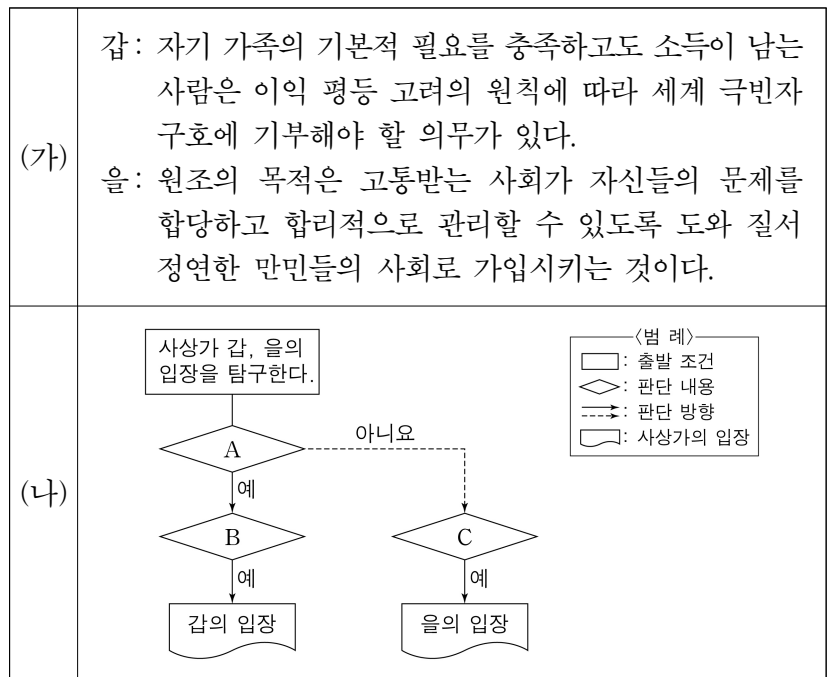 (가)
갑: 자기 가족의 기본적 필요를 충족하고도 소득이 남는
사람은 이익 평등 고려의 원칙에 따라 세계 극빈자
구호에 기부해야 할 의무가 있다.
을: 원조의 목적은 고통받는 사회가 자신들의 문제를
합당하고 합리적으로 관리할 수 있도록 도와 질서
정연한 만민들의 사회로 가입시키는 것이다.
(나)
사상가 갑, 을의
입장을 탐구한다.
〈범 례〉
: 출발 조건
: 판단 내용
: 판단 방향
: 사상가의 입장
A
아니요
예
B
C
예
예
갑의 입장
을의 입장